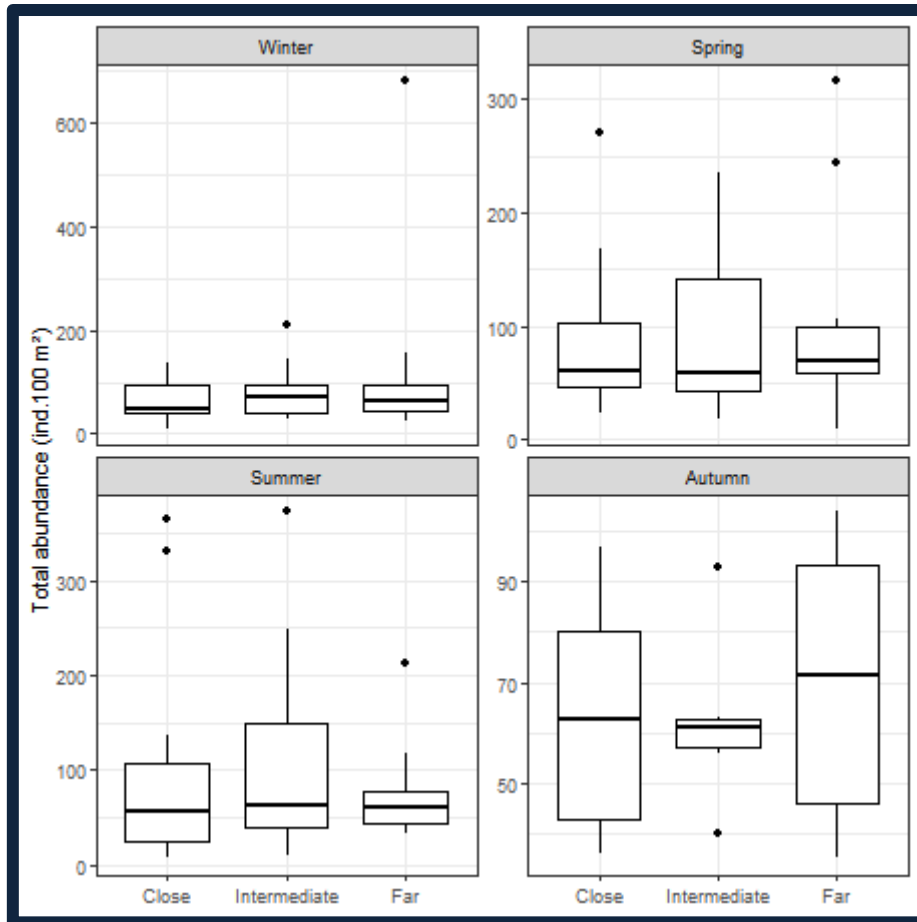 Winter
Spring
600
400
200
0
300
200
100
0
Total abundance (ind.100 m²)
Summer
Autumn
300
200
100
0
90
70
50
Close Intermediate Far
Close Intermediate Far